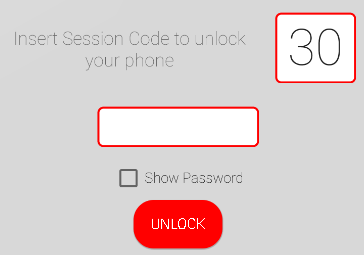 Insert Session Code to unlock
your phone
30
Show Password
UNLOCK